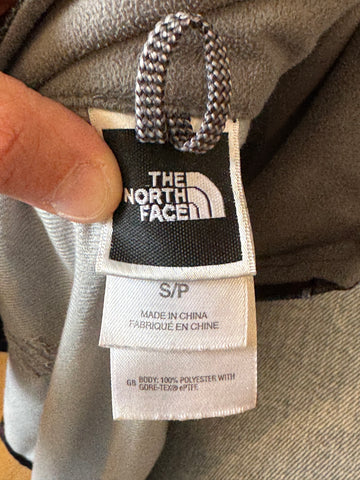 THE
NORTH
FACE
S/P
MADE IN CHINA
FABRIQUÉ EN CHINE
GB BODY: 100% POLYESTER WITH
GORE-TEX® ePTFE